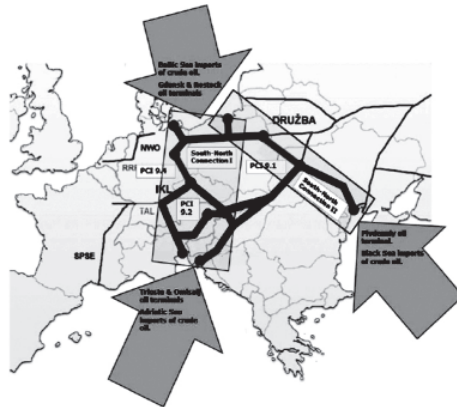 Baltic Sea imports
of crude oil.
Gdansk & Rostock
oil terminals
DRUŽBA
NWO
RRP
PCI 9.4
South-North
Connection I
PCI 9.1
IKL
PCI
9.2
TAL
South-North
Connection II
SPSE
Pivdennyi oil
terminal.
Black Sea imports
of crude oil.
Trieste & Omisalj
oil terminals
Adriatic Sea
imports of crude
oil.